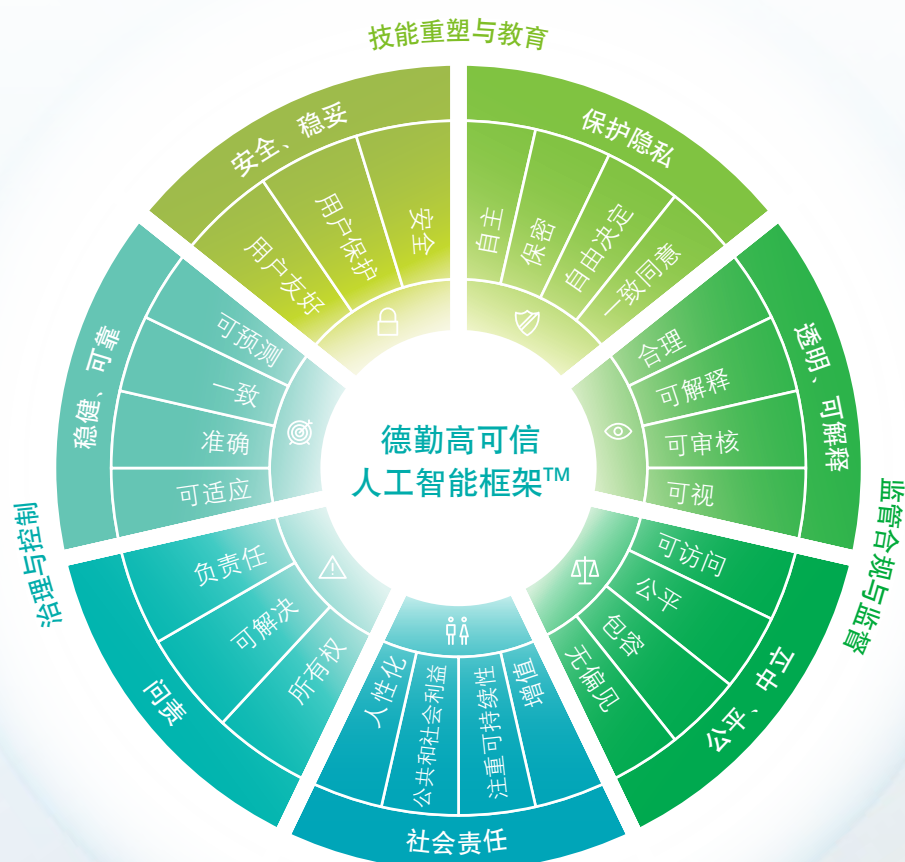 技能重塑与教育
安全、稳妥
用户友好
用户保护
安全
保护隐私
自主
保密
自由决定
一致同意
透明、可解释
合理
可解释
可审核
可视
监管合规与监督
公平、中立
可访问
公平
包容
无偏见
社会责任
人性化
公共和社会利益
注重可持续性
增值
问责
负责任
可解决
所有权
治理与控制
稳健、可靠
可预测
一致
准确
可适应
德勤高可信
人工智能框架™